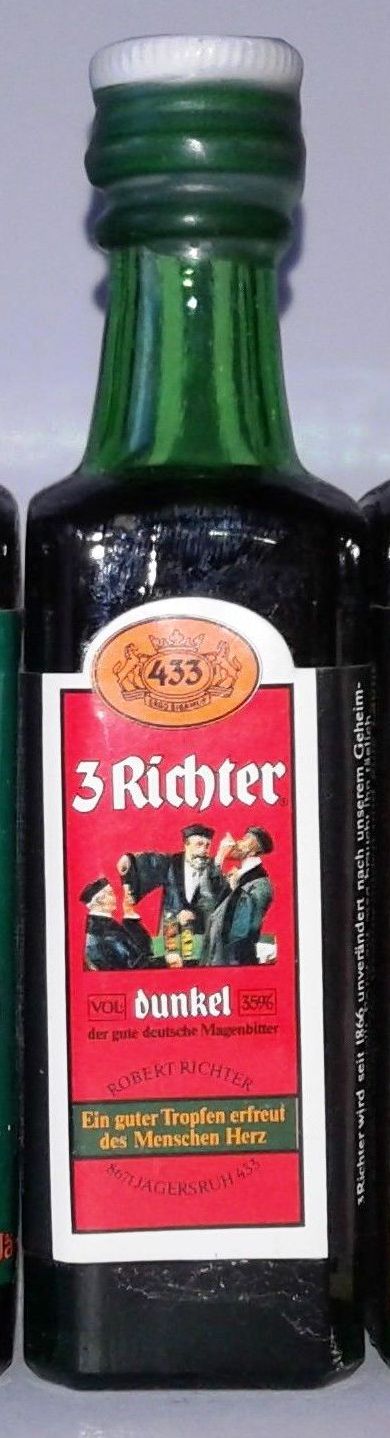 433
3 Richter
VOL dunkel 35%
der gute deutsche Magenbitter
ROBERT RICHTER
Ein guter Tropfen erfreut
des Menschen Herz
8671 JÄGERSRUH 433
3 Richter wird seit 1866 unverändert nach unserem Geheim-